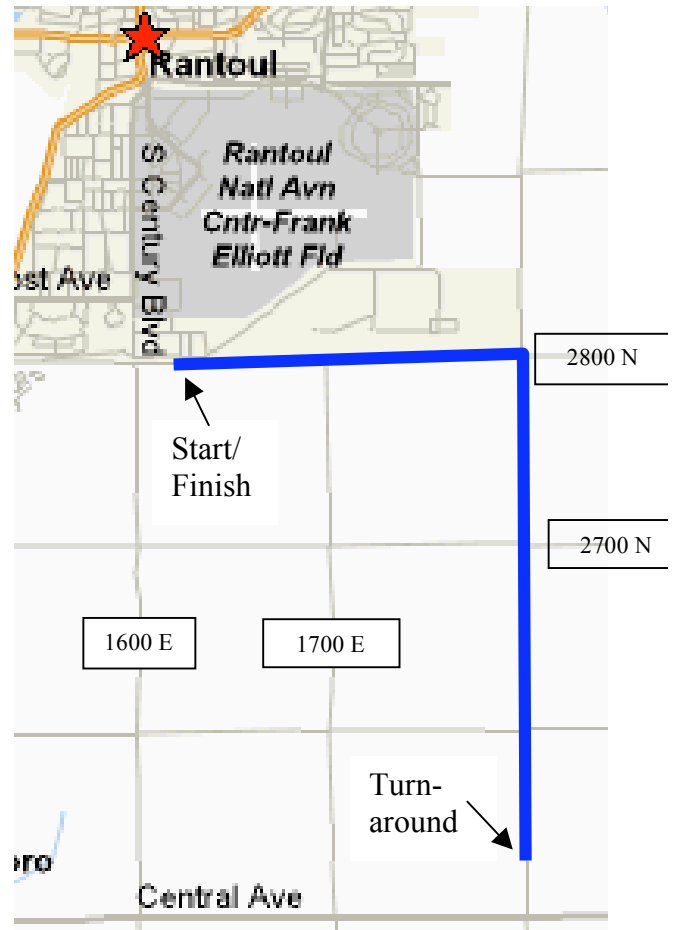 Rantoul
Rantoul
Natl Avn
Cntr-Frank
Elliott Fld
S Century Blvd
ost Ave
2800 N
Start/
Finish
2700 N
1600 E
1700 E
Turn-
around
oro
Central Ave